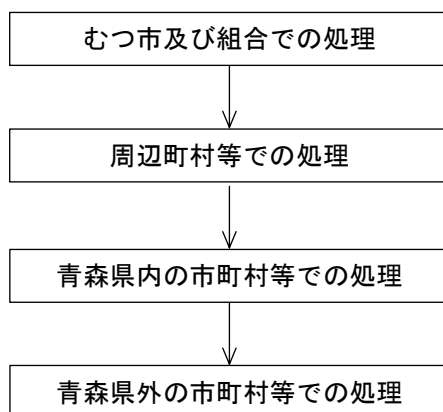 むつ市及び組合での処理
周辺町村等での処理
青森県内の市町村等での処理
青森県外の市町村等での処理